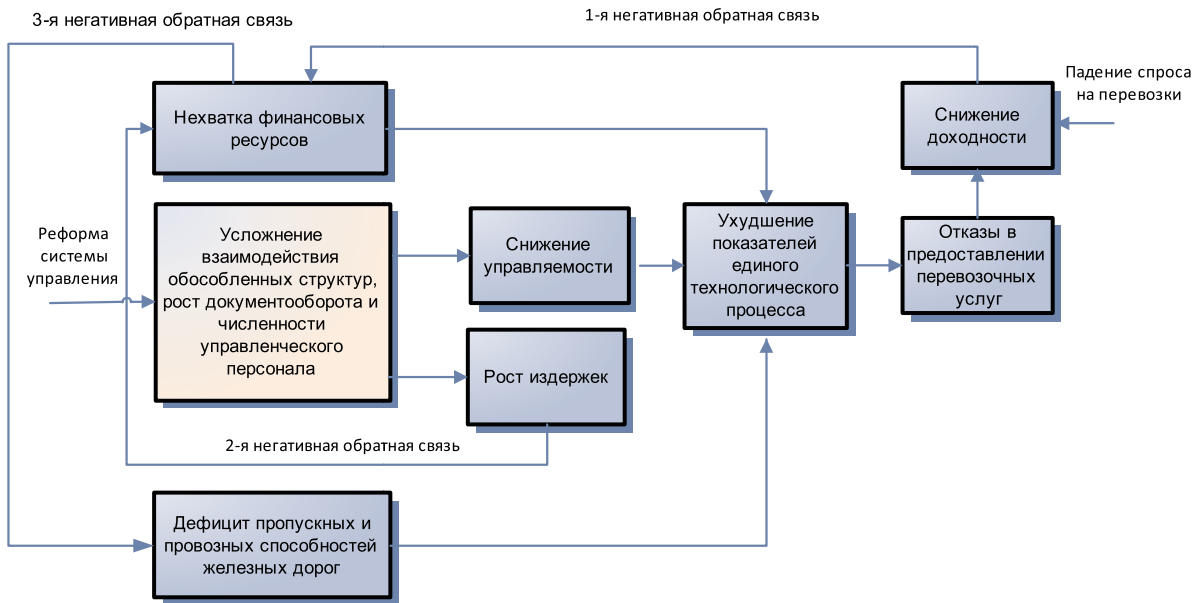 3-я негативная обратная связь
1-я негативная обратная связь
Падение спроса
на перевозки
Нехватка финансовых
ресурсов
Снижение
доходности
Реформа
системы
управления
Усложнение
взаимодействия
обособленных структур,
рост документооборота и
численности
управленческого
персонала
Снижение
управляемости
Ухудшение
показателей
единого
технологического
процесса
Отказы в
предоставлении
перевозочных
услуг
Рост издержек
2-я негативная обратная связь
Дефицит пропускных и
провозных способностей
железных дорог